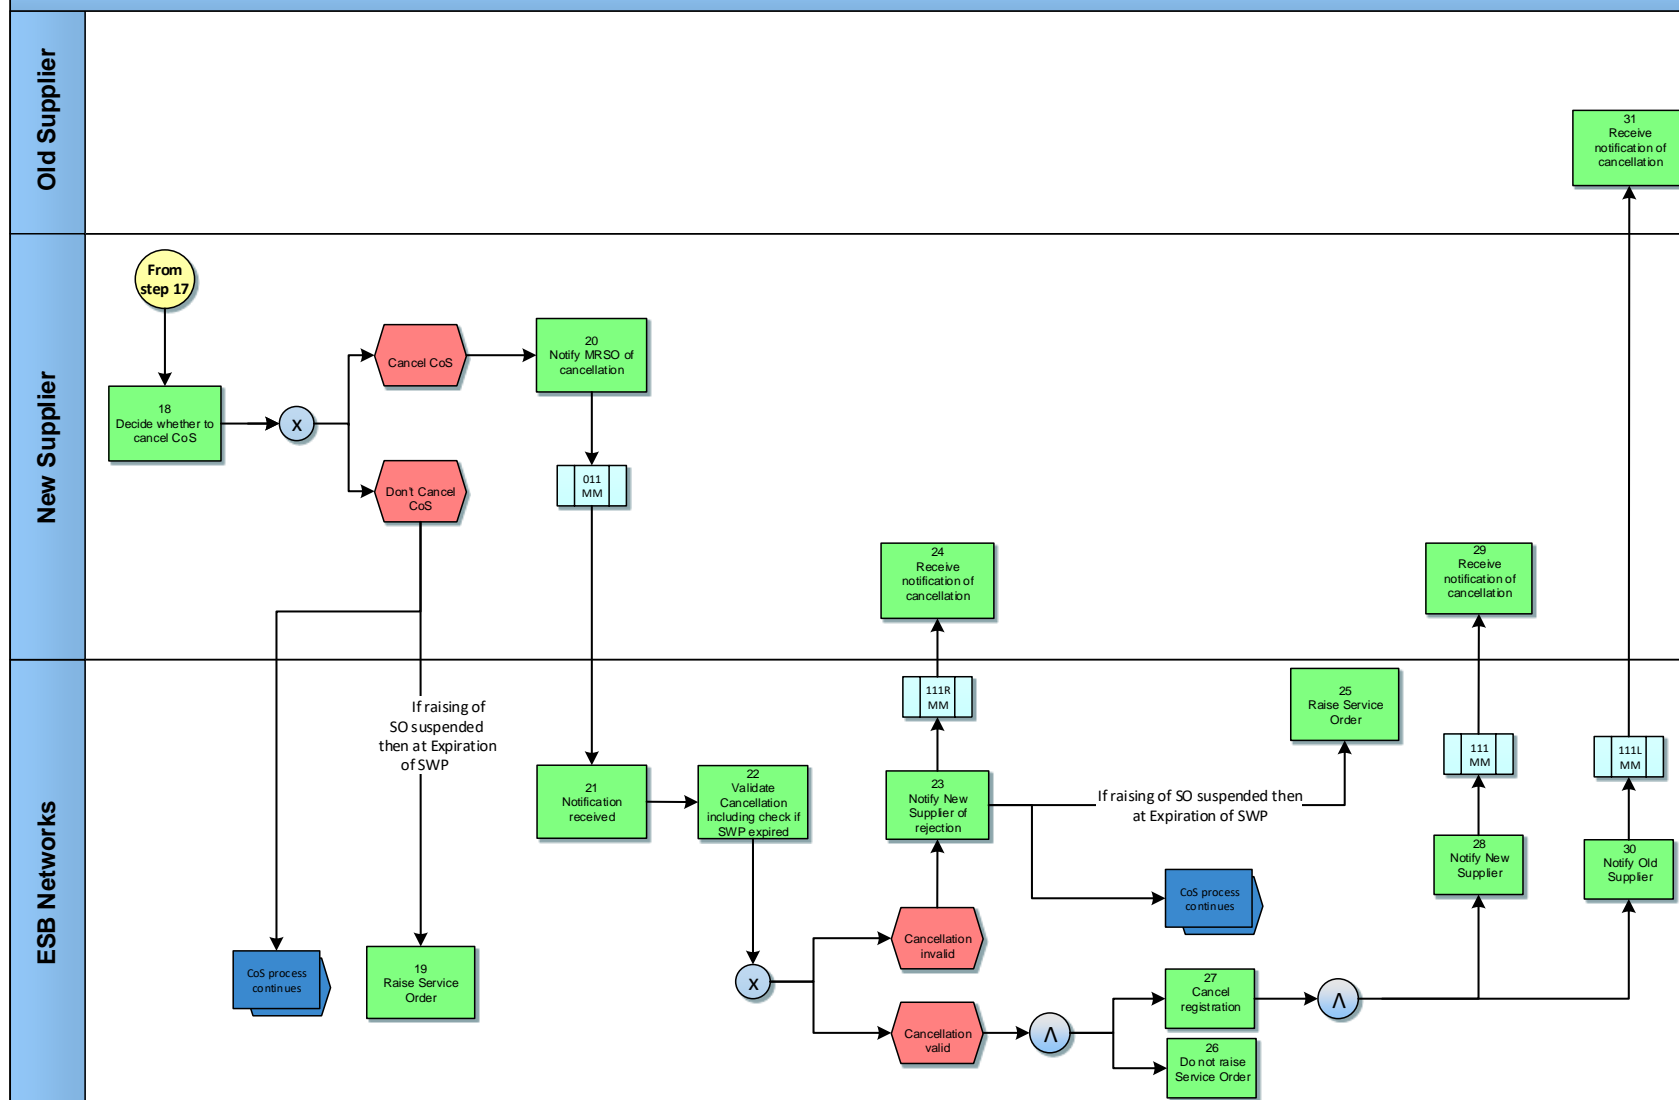 Old Supplier
31
Receive
notification of
cancellation
New Supplier
From
step 17
18
Decide whether to
cancel CoS
X
Cancel CoS
Don't Cancel
CoS
20
Notify MRSO of
cancellation
011
MM
24
Receive
notification of
cancellation
29
Receive
notification of
cancellation
ESB Networks
If raising of
SO suspended
then at Expiration
of SWP
CoS process
continues
19
Raise Service
Order
21
Notification
received
22
Validate
Cancellation
including check if
SWP expired
X
111R
MM
23
Notify New
Supplier of
rejection
Cancellation
invalid
Cancellation
valid
If raising of SO suspended then
at Expiration of SWP
25
Raise Service
Order
CoS process
continues
Λ
27
Cancel
registration
26
Do not raise
Service Order
Λ
111
MM
28
Notify New
Supplier
111L
MM
30
Notify Old
Supplier